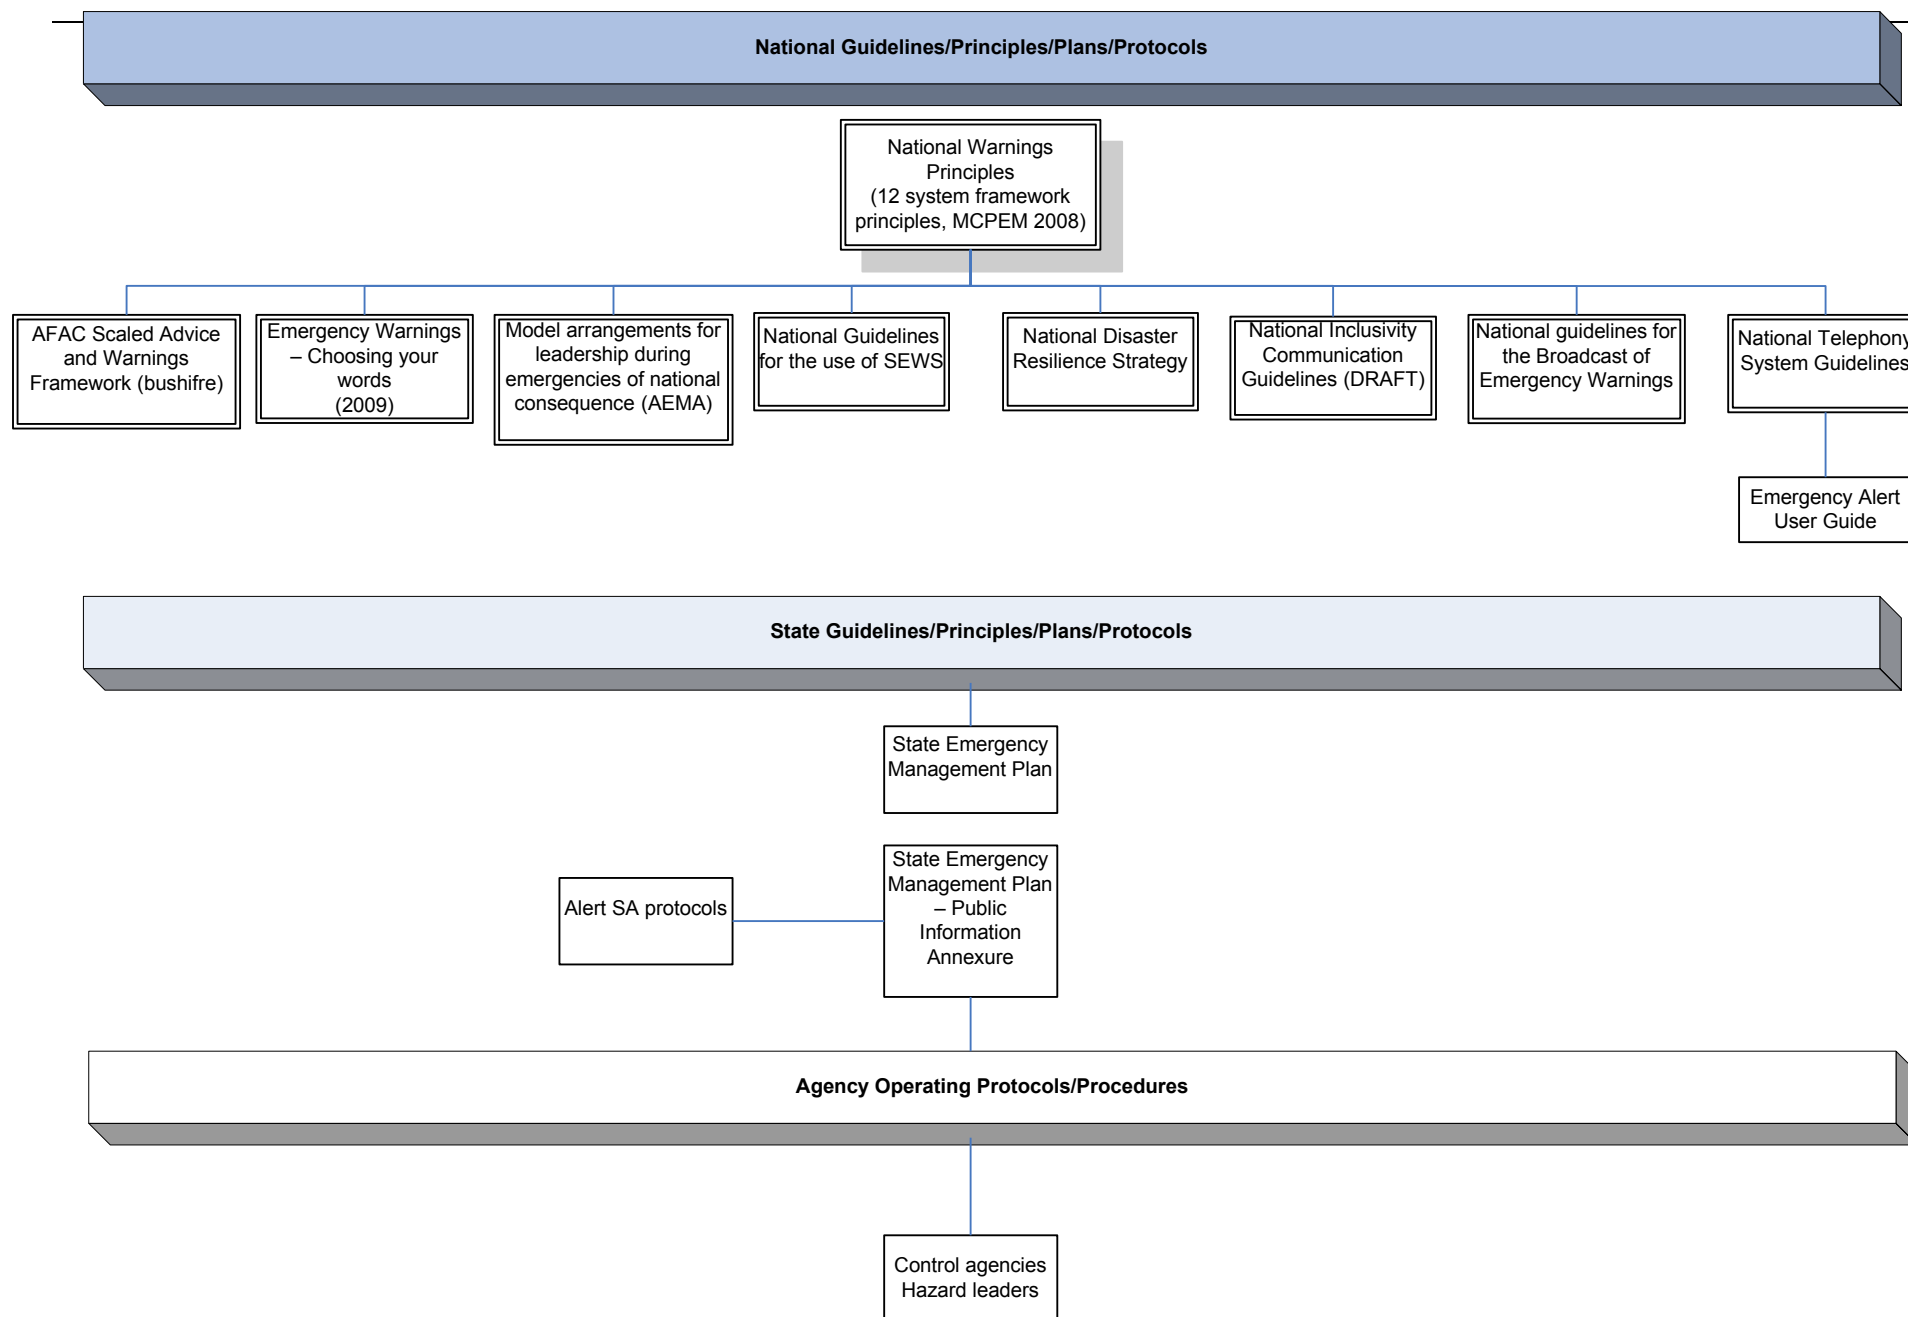 National Guidelines/Principles/Plans/Protocols
National Warnings
Principles
(12 system framework
principles, MCPEM 2008)
AFAC Scaled Advice
and Warnings
Framework (bushifre)
Emergency Warnings
– Choosing your
words
(2009)
Model arrangements for
leadership during
emergencies of national
consequence (AEMA)
National Guidelines
for the use of SEWS
National Disaster
Resilience Strategy
National Inclusivity
Communication
Guidelines (DRAFT)
National guidelines for
the Broadcast of
Emergency Warnings
National Telephony
System Guidelines
Emergency Alert
User Guide
State Guidelines/Principles/Plans/Protocols
State Emergency
Management Plan
Alert SA protocols
State Emergency
Management Plan
– Public
Information
Annexure
Agency Operating Protocols/Procedures
Control agencies
Hazard leaders